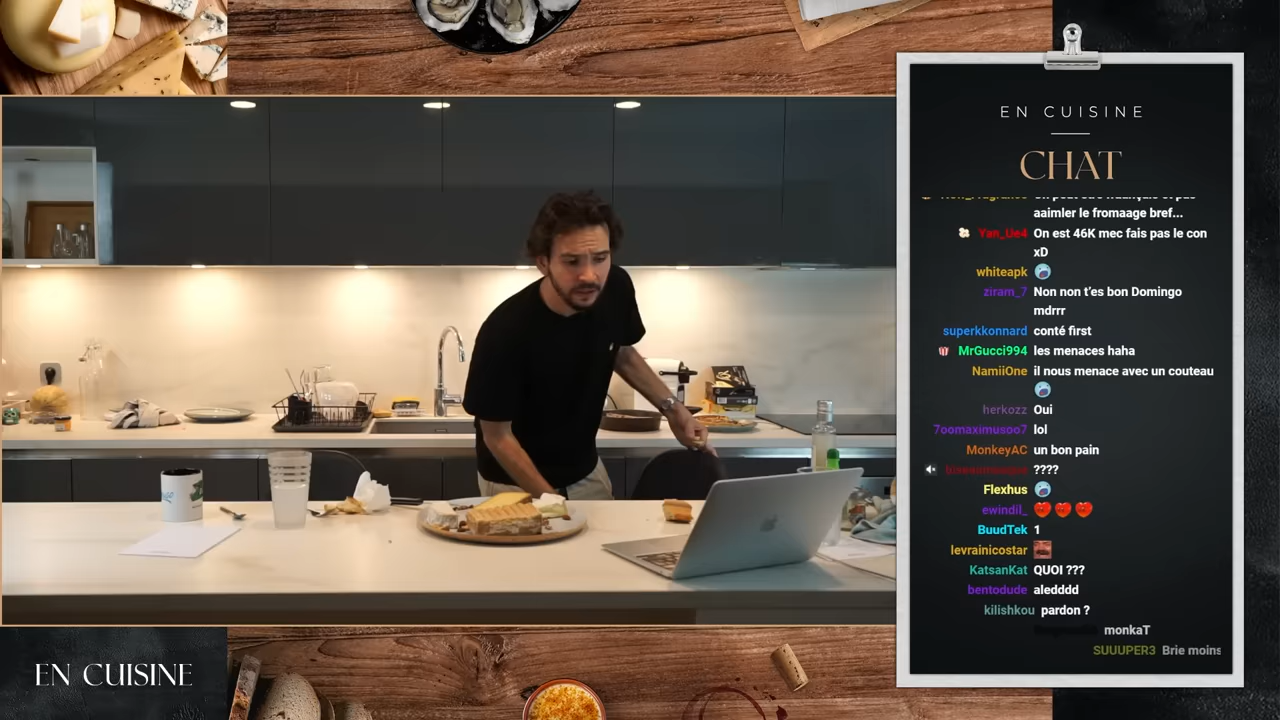 EN CUISINE
CHAT
aaimler le fromaage bref...
Yan_Ue4 On est 46K mec fais pas le con
xD
whiteapk
ziram_7 Non non t'es bon Domingo
mdrrr
superkkonnard conté first
MrGucci994 les menaces haha
NamiiOne il nous menace avec un couteau
herkozz Oui
7oomaximusoo7 lol
MonkeyAC un bon pain
????
Flexhus
ewindil_
BuudTek 1
levrainicostar
KatsanKat QUOI ???
bentodude aledddd
kilishkou pardon ?
monkaT
SUUUPER3 Brie moins
EN CUISINE